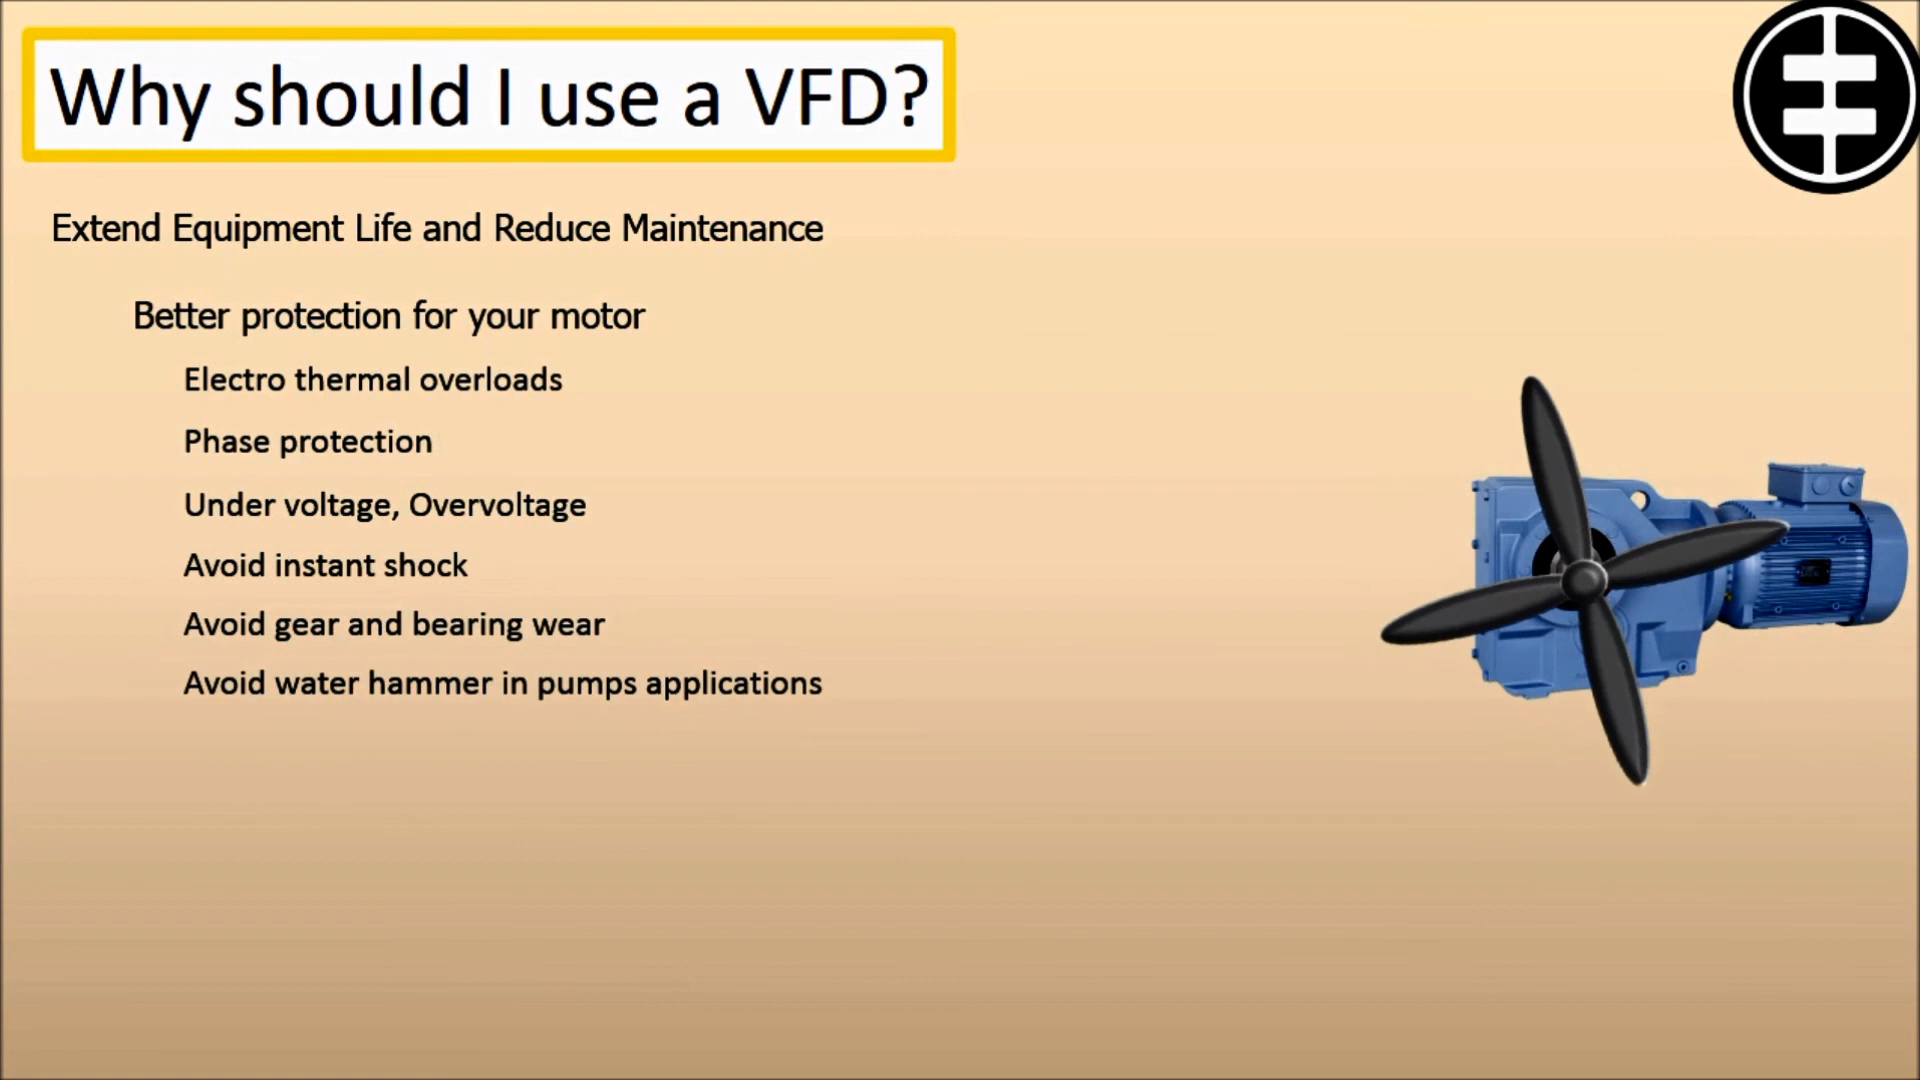 Why should I use a VFD?
Extend Equipment Life and Reduce Maintenance
Better protection for your motor
Electro thermal overloads
Phase protection
Under voltage, Overvoltage
Avoid instant shock
Avoid gear and bearing wear
Avoid water hammer in pumps applications